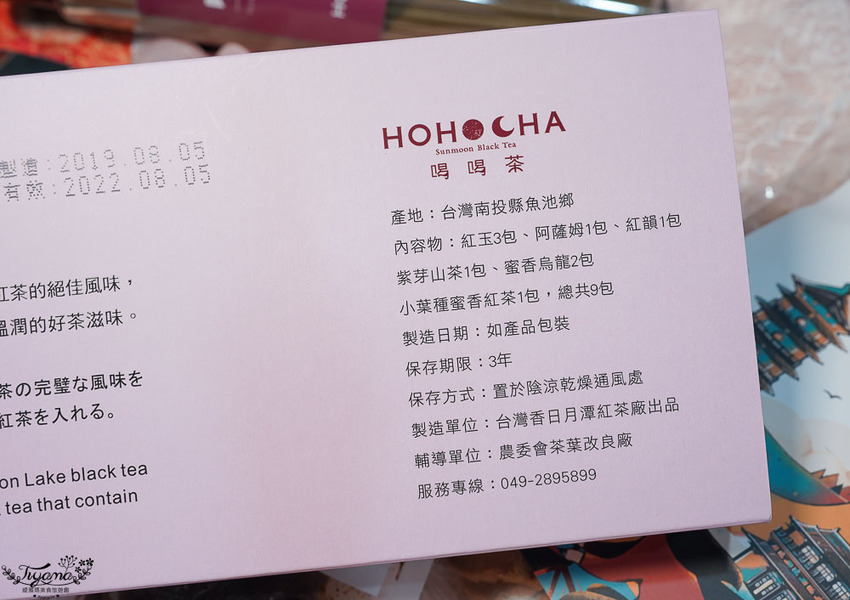 製造:2019.08.05
有效:2022.08.05
紅茶的絕佳風味，
溫潤的好茶滋味。
茶の完璧な風味を
紅茶を入れる。
on Lake black tea
tea that contain
HOHOCHA
Sunmoon Black Tea
喝喝茶
產地：台灣南投縣魚池鄉
內容物：紅玉3包、阿薩姆1包、紅韻1包
紫芽山茶1包、蜜香烏龍2包
小葉種蜜香紅茶1包，總共9包
製造日期：如產品包裝
保存期限：3年
保存方式：置於陰涼乾燥通風處
製造單位：台灣香日月潭紅茶廠出品
輔導單位：農委會茶葉改良廠
服務專線：049-2895899
Tiyama